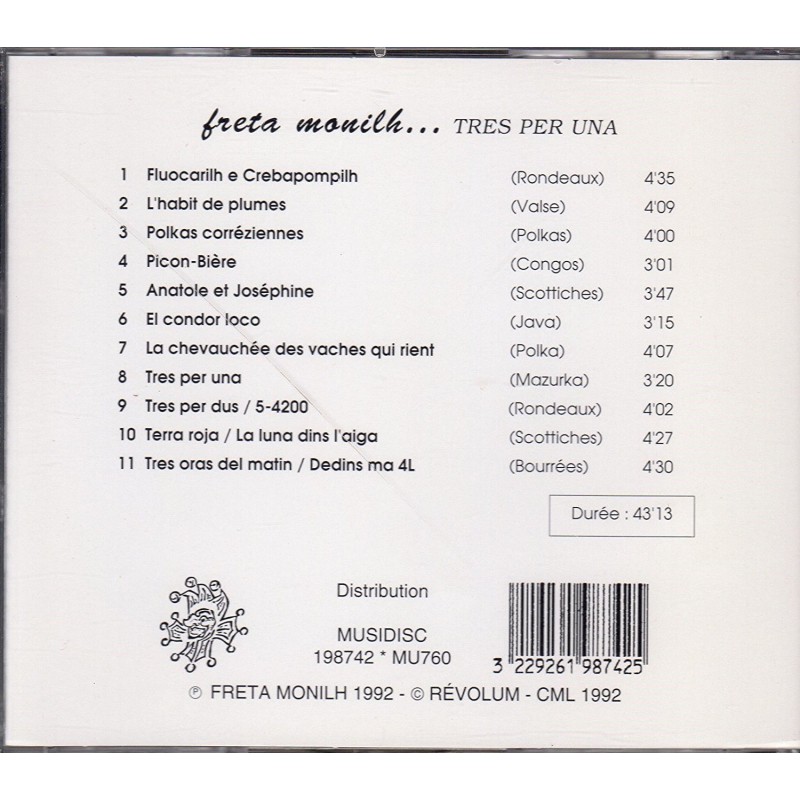 freta monilh... TRES PER UNA
1 Fluocarilh e Crebapompilh (Rondeaux) 4'35
2 L'habit de plumes (Valse) 4'09
3 Polkas corréziennes (Polkas) 4'00
4 Picon-Bière (Congos) 3'01
5 Anatole et Joséphine (Scottiches) 3'47
6 El condor loco (Java) 3'15
7 La chevauchée des vaches qui rient (Polka) 4'07
8 Tres per una (Mazurka) 3'20
9 Tres per dus / 5-4200 (Rondeaux) 4'02
10 Terra roja / La luna dins l'aiga (Scottiches) 4'27
11 Tres oras del matin / Dedins ma 4L (Bourrées) 4'30
Durée : 43'13
Distribution
MUSIDISC
198742 * MU760
3 229261 987425
℗ FRETA MONILH 1992 - © RÉVOLUM - CML 1992